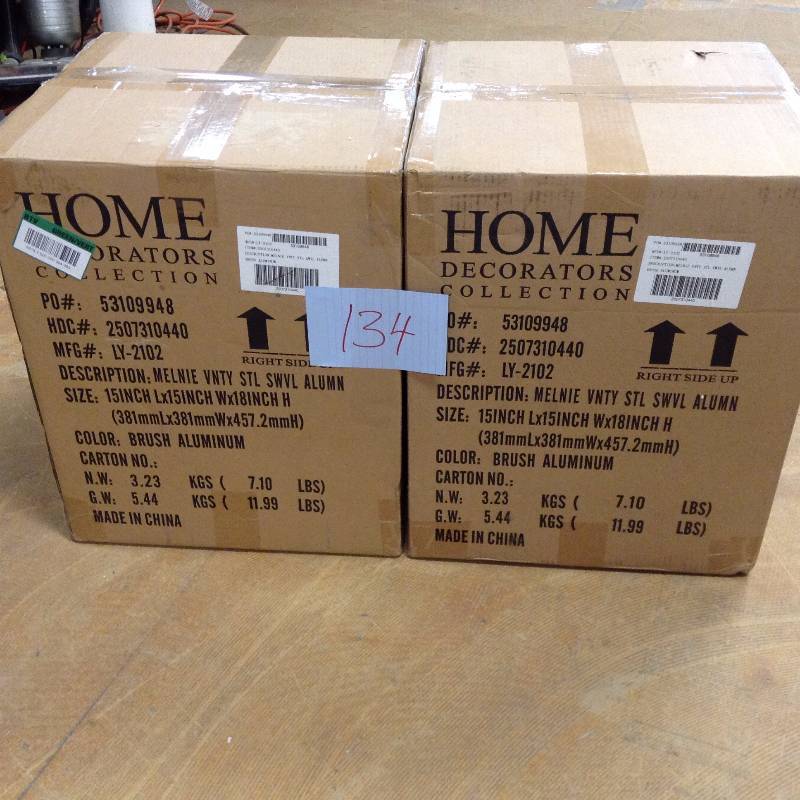 HOME
DECORATORS
COLLECTION
PO#: 53109948
HDC#: 2507310440
MFG#: LY-2102
DESCRIPTION: MELNIE VNTY STL SWVL ALUMN
SIZE: 15INCH Lx15INCH Wx18INCH H
(381mmLx381mmWx457.2mmH)
COLOR: BRUSH ALUMINUM
CARTON NO.:
N.W: 3.23 KGS ( 7.10 LBS)
G.W: 5.44 KGS ( 11.99 LBS)
MADE IN CHINA
RIGHT SIDE
134
HOME
DECORATORS
COLLECTION
O#: 53109948
DC#: 2507310440
FG#: LY-2102
DESCRIPTION: MELNIE VNTY STL SWVL ALUMN
SIZE: 15INCH Lx15INCH Wx18INCH H
(381mmLx381mmWx457.2mmH)
COLOR: BRUSH ALUMINUM
CARTON NO.:
N.W: 3.23 KGS ( 7.10 LBS)
G.W: 5.44 KGS ( 11.99 LBS)
MADE IN CHINA
RIGHT SIDE UP